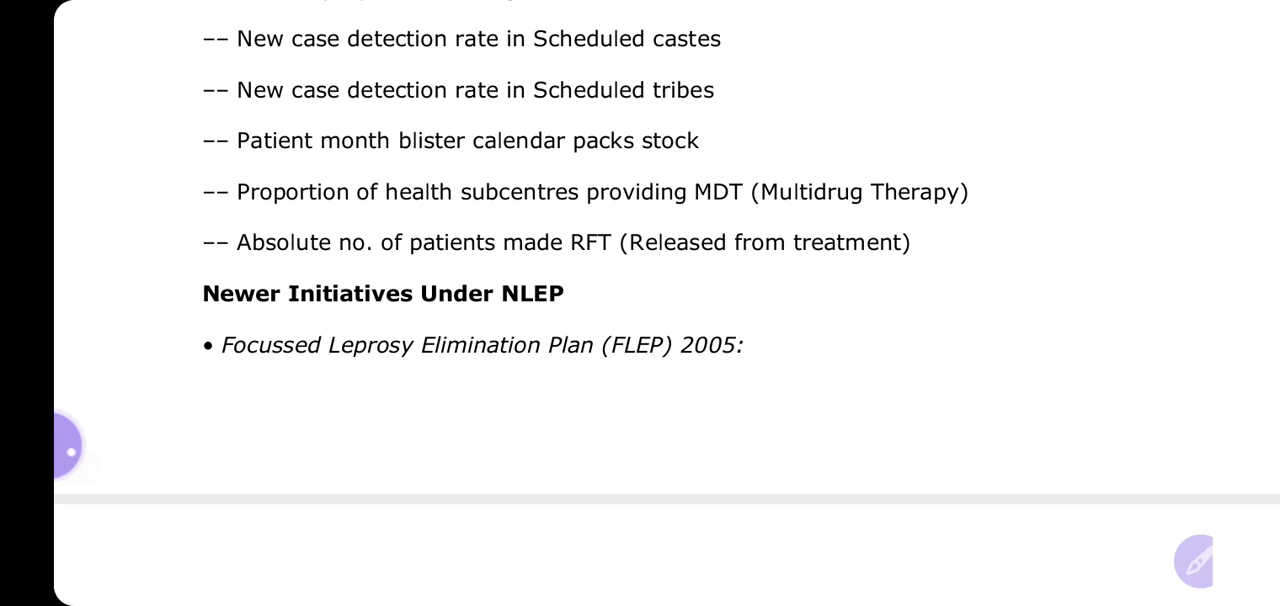 –– New case detection rate in Scheduled castes
–– New case detection rate in Scheduled tribes
–– Patient month blister calendar packs stock
–– Proportion of health subcentres providing MDT (Multidrug Therapy)
–– Absolute no. of patients made RFT (Released from treatment)
Newer Initiatives Under NLEP
• Focussed Leprosy Elimination Plan (FLEP) 2005: